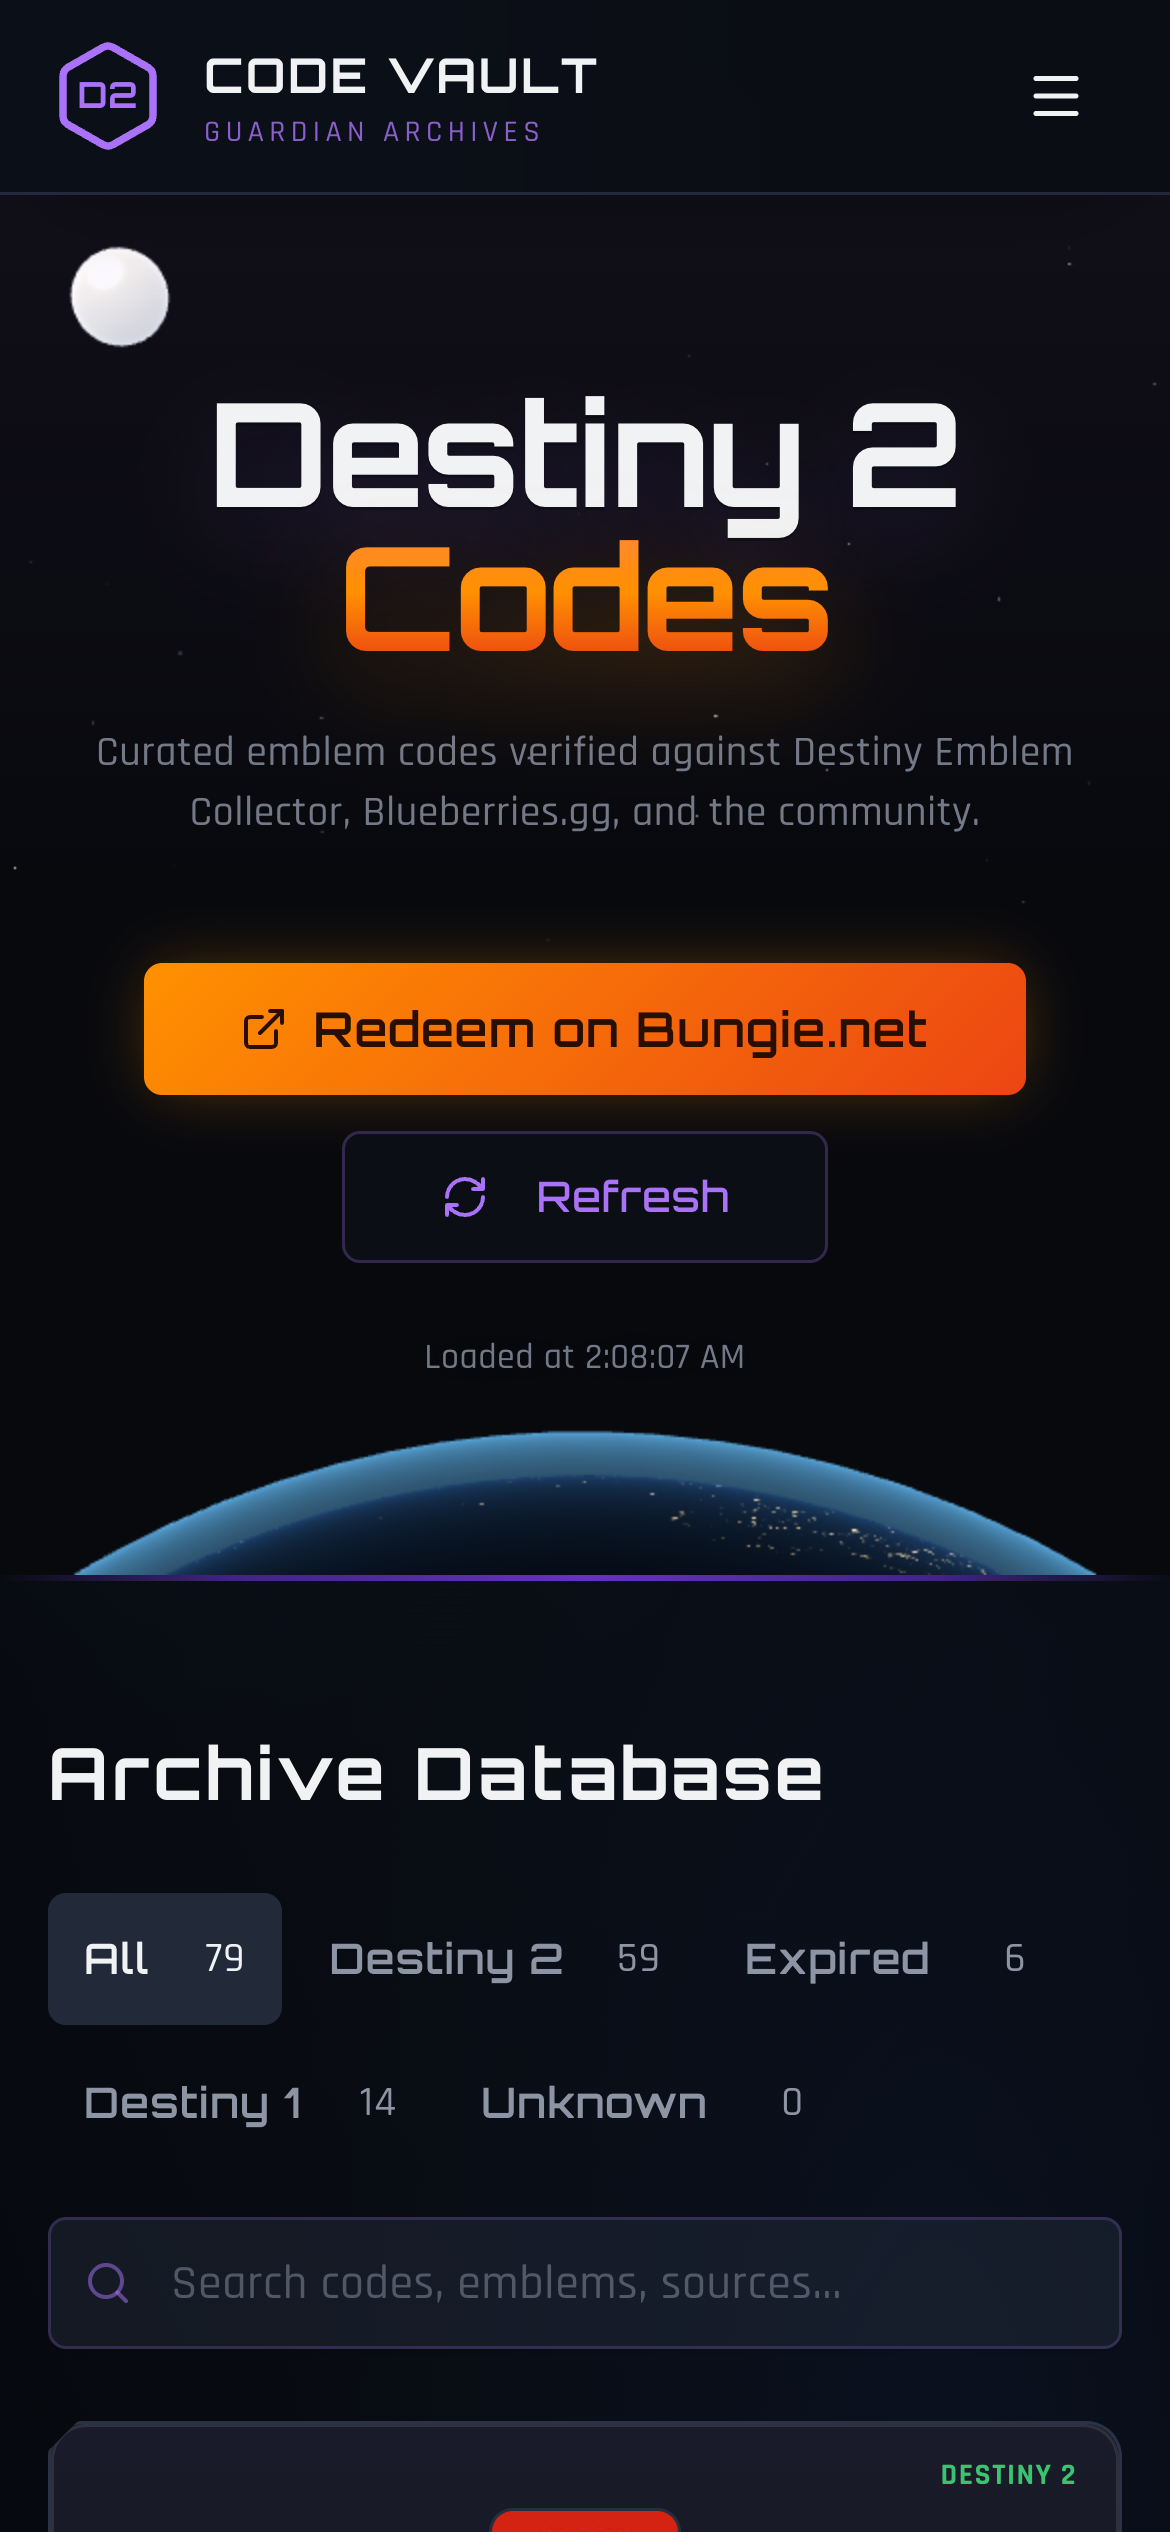 D2
CODE VAULT
GUARDIAN ARCHIVES
Destiny 2
Codes
Curated emblem codes verified against Destiny Emblem
Collector, Blueberries.gg, and the community.
Redeem on Bungie.net
Refresh
Loaded at 2:08:07 AM
Archive Database
All 79 Destiny 2 59 Expired 6
Destiny 1 14 Unknown 0
Search codes, emblems, sources...
DESTINY 2